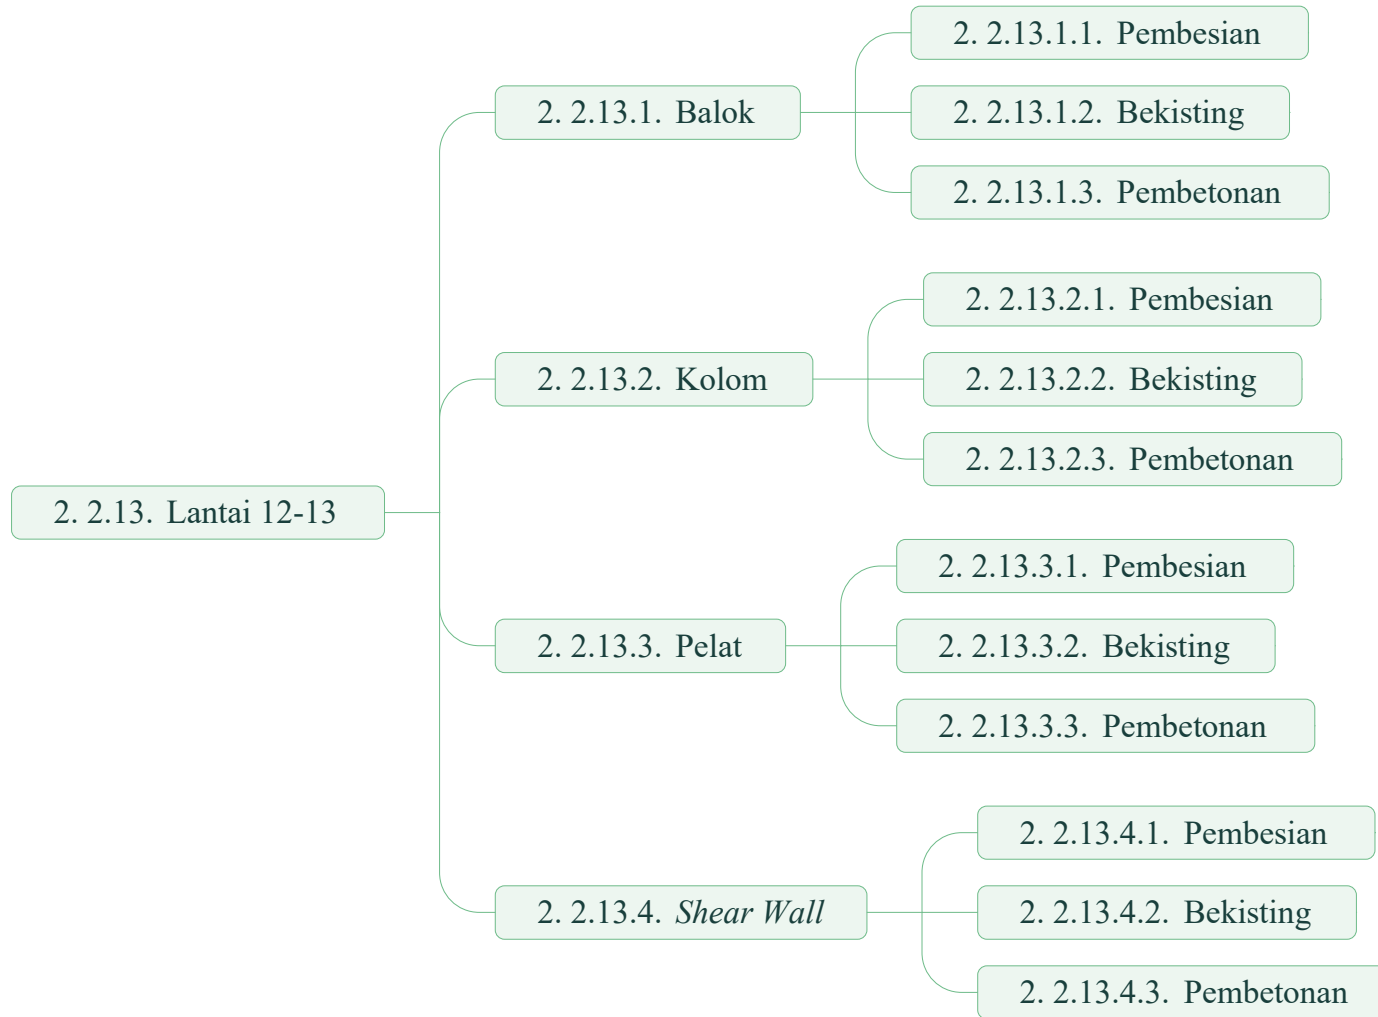 2. 2.13. Lantai 12-13
2. 2.13.1. Balok
2. 2.13.1.1. Pembesian
2. 2.13.1.2. Bekisting
2. 2.13.1.3. Pembetonan
2. 2.13.2. Kolom
2. 2.13.2.1. Pembesian
2. 2.13.2.2. Bekisting
2. 2.13.2.3. Pembetonan
2. 2.13.3. Pelat
2. 2.13.3.1. Pembesian
2. 2.13.3.2. Bekisting
2. 2.13.3.3. Pembetonan
2. 2.13.4. Shear Wall
2. 2.13.4.1. Pembesian
2. 2.13.4.2. Bekisting
2. 2.13.4.3. Pembetonan